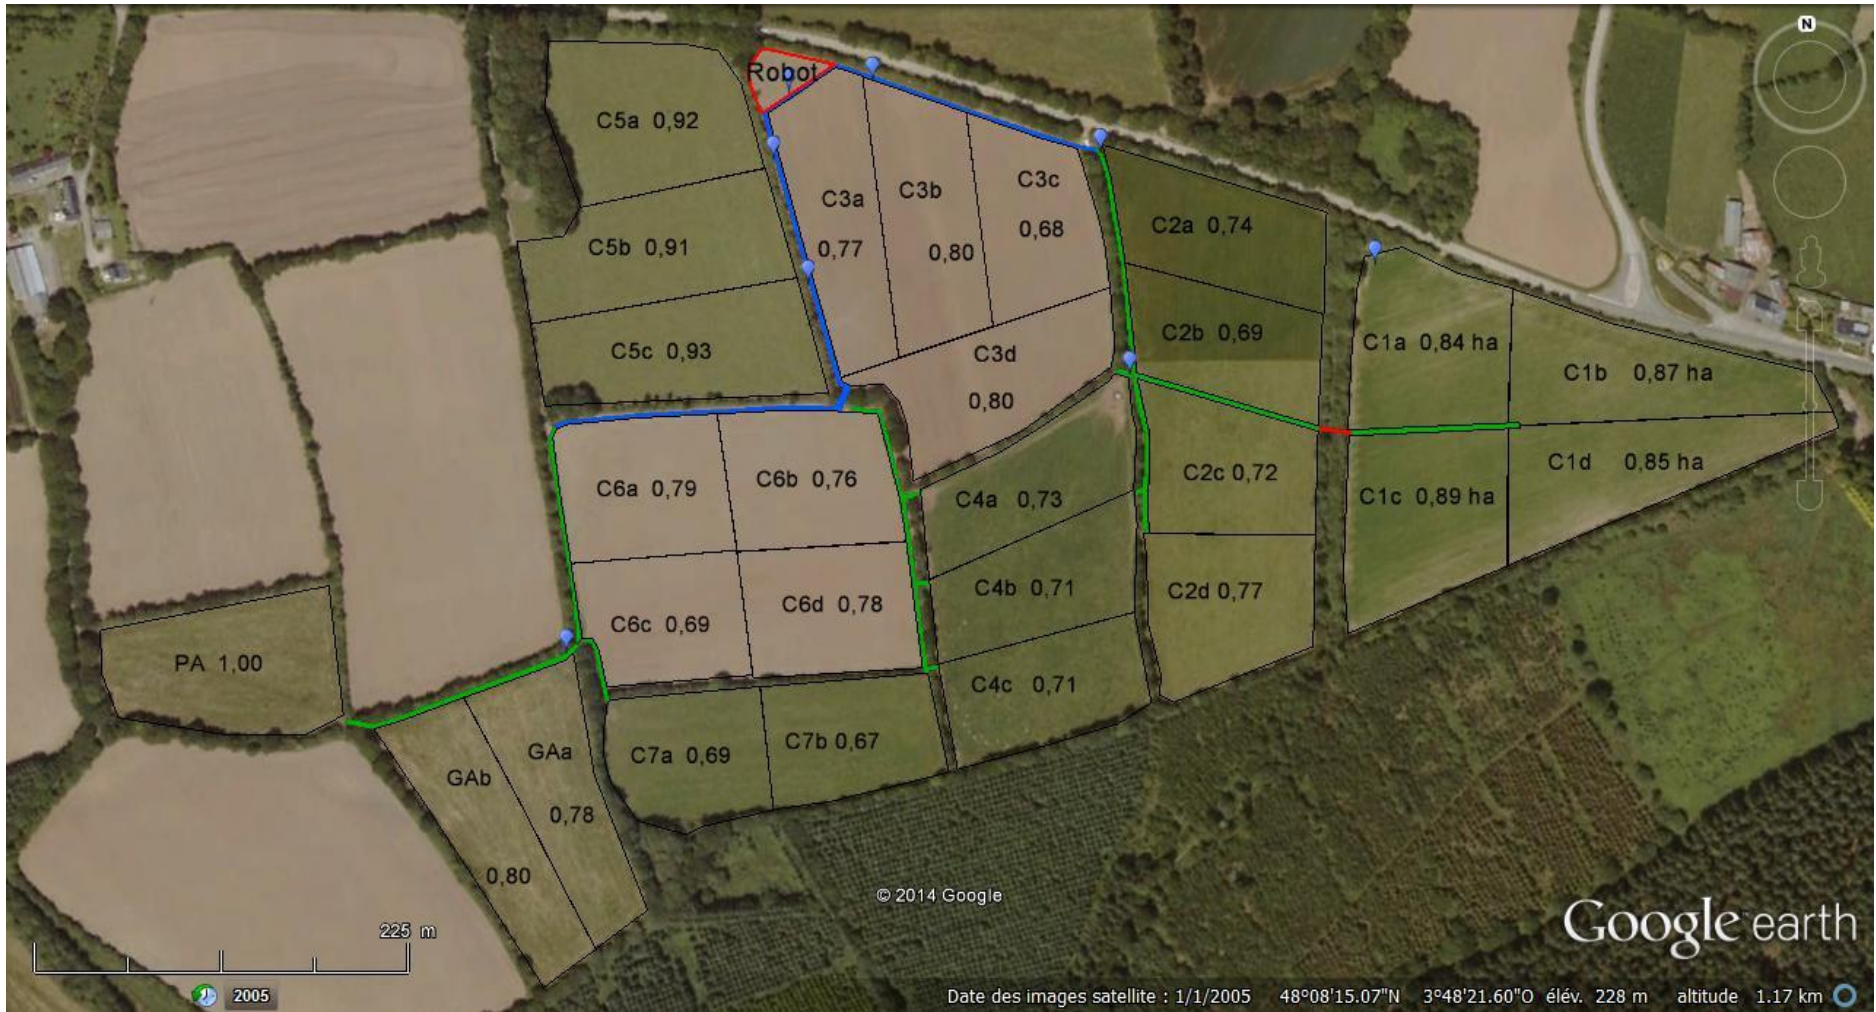 N
Robot
C5a 0,92
C5b 0,91
C5c 0,93
C3a
0,77
C3b
0,80
C3c
0,68
C3d
0,80
C2a 0,74
C2b 0,69
C2c 0,72
C2d 0,77
C1a 0,84 ha
C1b 0,87 ha
C1c 0,89 ha
C1d 0,85 ha
C6a 0,79
C6b 0,76
C6c 0,69
C6d 0,78
C4a 0,73
C4b 0,71
C4c 0,71
PA 1,00
GAb
0,80
GAa
0,78
C7a 0,69
C7b 0,67
© 2014 Google
Google earth
225 m
2005
Date des images satellite : 1/1/2005 48°08'15.07"N 3°48'21.60"O élév. 228 m altitude 1.17 km